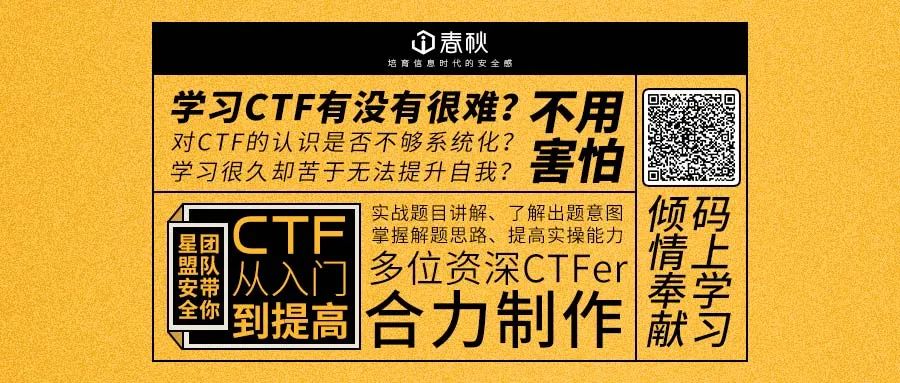 i春秋
培育信息时代的安全感
学习CTF有没有很难?
对CTF的认识是否不够系统化?
学习很久却苦于无法提升自我?
不用
害怕
星盟安全
团队带你
CTF
从入门
到提高
实战题目讲解、了解出题意图
掌握解题思路、提高实操能力
多位资深CTFer
合力制作
倾情奉献
码上学习